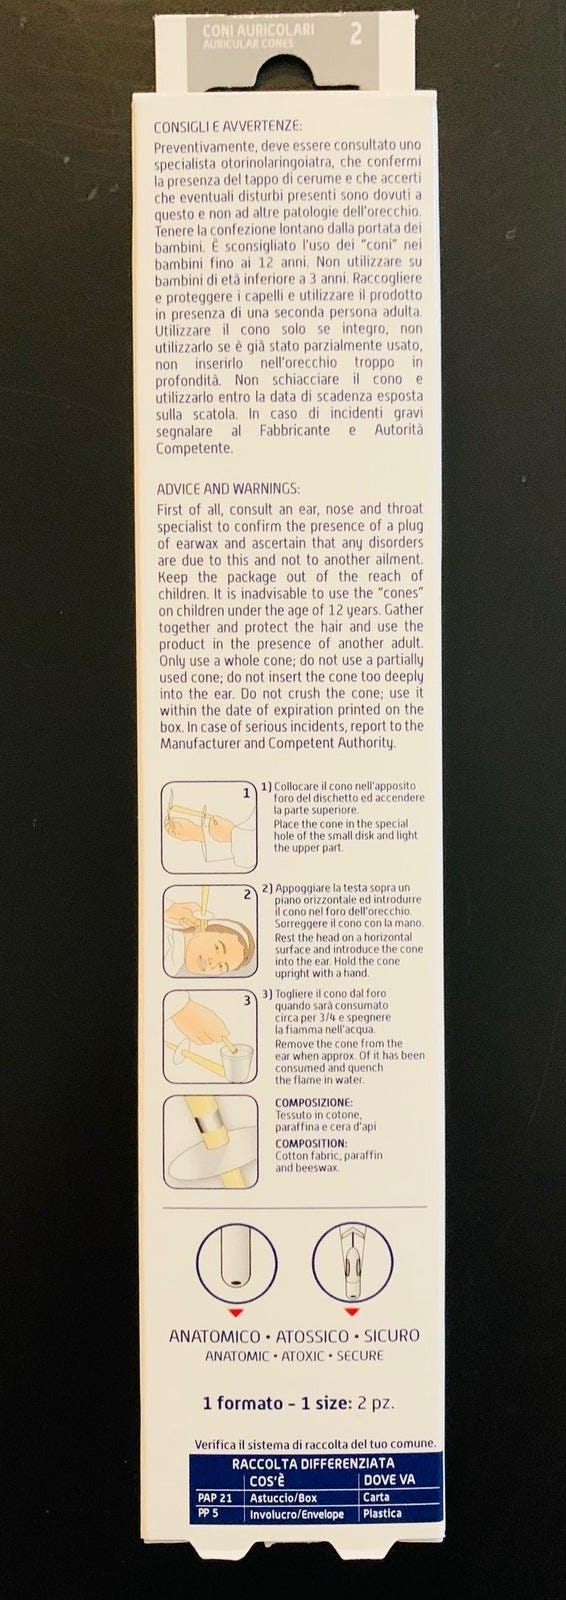 CONI AURICOLARI 2
AURICULAR CONES
CONSIGLI E AVVERTENZE:
Preventivamente, deve essere consultato uno
specialista otorinolaringoiatra, che confermi
la presenza del tappo di cerume e che accerti
che eventuali disturbi presenti sono dovuti a
questo e non ad altre patologie dell'orecchio.
Tenere la confezione lontano dalla portata dei
bambini. È sconsigliato l'uso dei "coni" nei
bambini fino ai 12 anni. Non utilizzare su
bambini di età inferiore a 3 anni. Raccogliere
e proteggere i capelli e utilizzare il prodotto
in presenza di una seconda persona adulta.
Utilizzare il cono solo se integro, non
utilizzarlo se è già stato parzialmente usato,
non inserirlo nell'orecchio troppo in
profondità. Non schiacciare il cono e
utilizzarlo entro la data di scadenza esposta
sulla scatola. In caso di incidenti gravi
segnalare al Fabbricante e Autorità
Competente.
ADVICE AND WARNINGS:
First of all, consult an ear, nose and throat
specialist to confirm the presence of a plug
of earwax and ascertain that any disorders
are due to this and not to another ailment.
Keep the package out of the reach of
children. It is inadvisable to use the "cones"
on children under the age of 12 years. Gather
together and protect the hair and use the
product in the presence of another adult.
Only use a whole cone; do not use a partially
used cone; do not insert the cone too deeply
into the ear. Do not crush the cone; use it
within the date of expiration printed on the
box. In case of serious incidents, report to the
Manufacturer and Competent Authority.
1
1) Collocare il cono nell'apposito
foro del dischetto ed accendere
la parte superiore.
Place the cone in the special
hole of the small disk and light
the upper part.
2
2) Appoggiare la testa sopra un
piano orizzontale ed introdurre
il cono nel foro dell'orecchio.
Sorreggere il cono con la mano.
Rest the head on a horizontal
surface and introduce the cone
into the ear. Hold the cone
upright with a hand.
3
3) Togliere il cono dal foro
quando sarà consumato
circa per 3/4 e spegnere
la fiamma nell'acqua.
Remove the cone from the
ear when approx. Of it has been
consumed and quench
the flame in water.
COMPOSIZIONE:
Tessuto in cotone,
paraffina e cera d'api
COMPOSITION:
Cotton fabric, paraffin
and beeswax.
ANATOMICO • ATOSSICO • SICURO
ANATOMIC • ATOXIC • SECURE
1 formato - 1 size: 2 pz.
Verifica il sistema di raccolta del tuo comune.
RACCOLTA DIFFERENZIATA
COS'È DOVE VA
PAP 21 Astuccio/Box Carta
PP 5 Involucro/Envelope Plastica